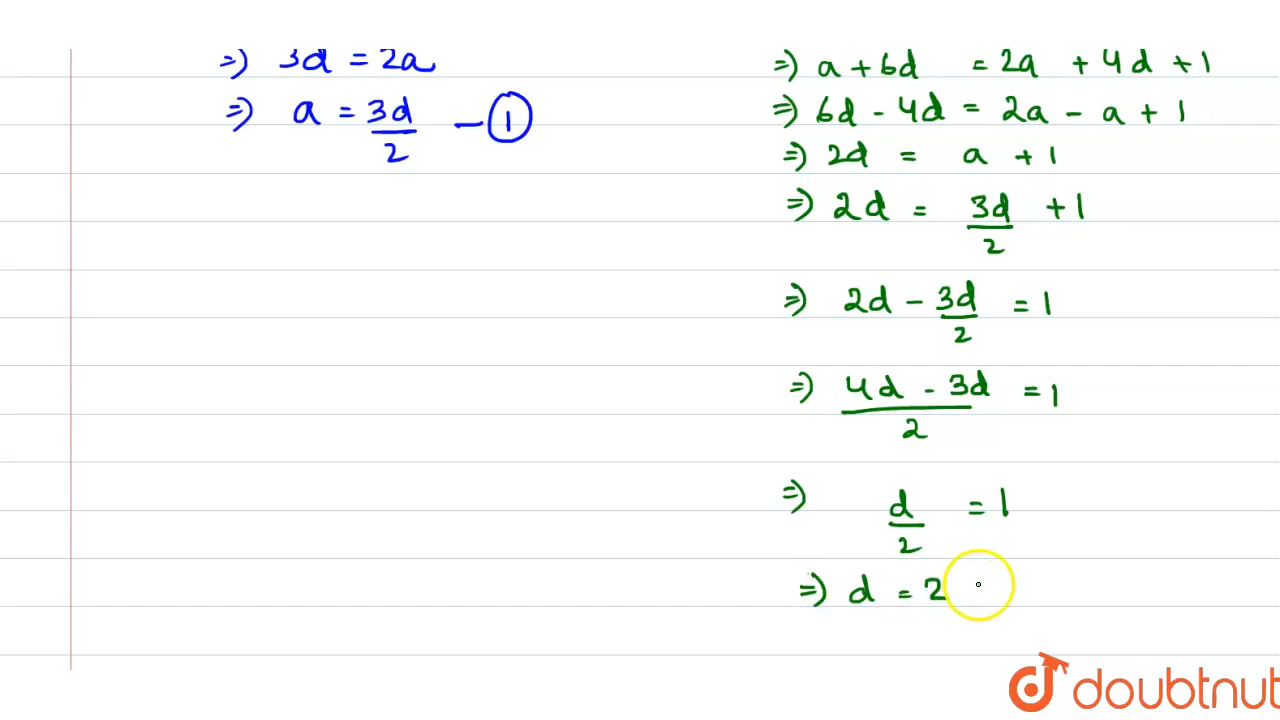 =) 3d = 2a
=) a = 3d/2 — ①
=) a + 6d = 2a + 4d + 1
=) 6d - 4d = 2a - a + 1
=) 2d = a + 1
=) 2d = 3d/2 + 1
=) 2d - 3d/2 = 1
=) 4d - 3d/2 = 1
=) d/2 = 1
=) d = 2
doubtnut